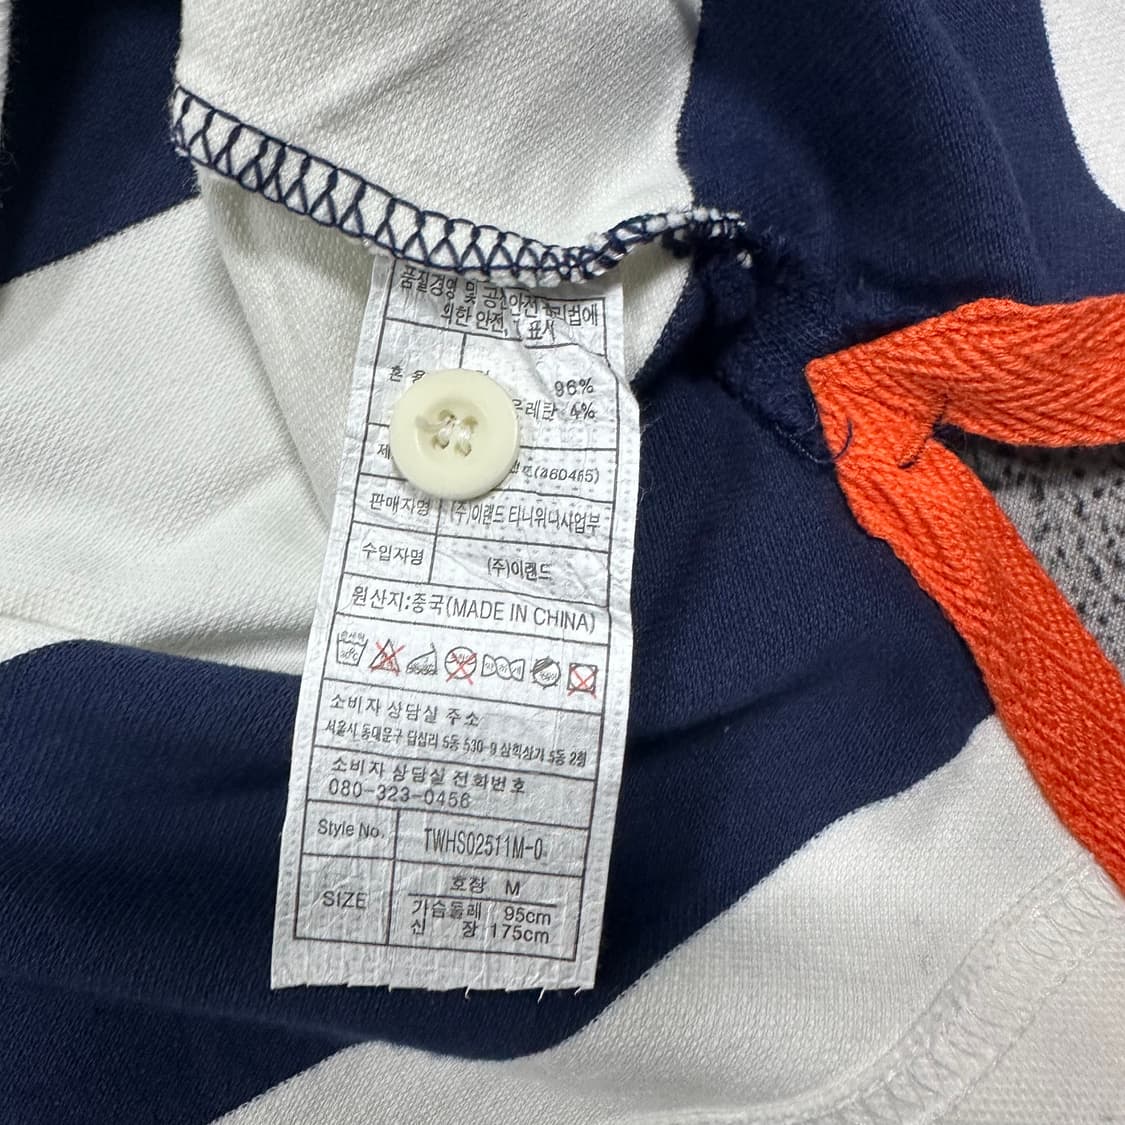 품질경영 및 공산안전 관리법에
의한 안전, 표시
혼 용 96%
우레탄 4%
판매자명 (주)이랜드 티니위니사업부
수입자명 (주)이랜드
원산지:중국(MADE IN CHINA)
소비자 상담실 주소
서울시 동대문구 답십리 5동 530-9 삼희상가 5동 2층
소비자 상담실 전화번호
080-323-0456
Style No. TWHS02511M-0
호칭 M
SIZE 가슴둘레 95cm
신 장 175cm